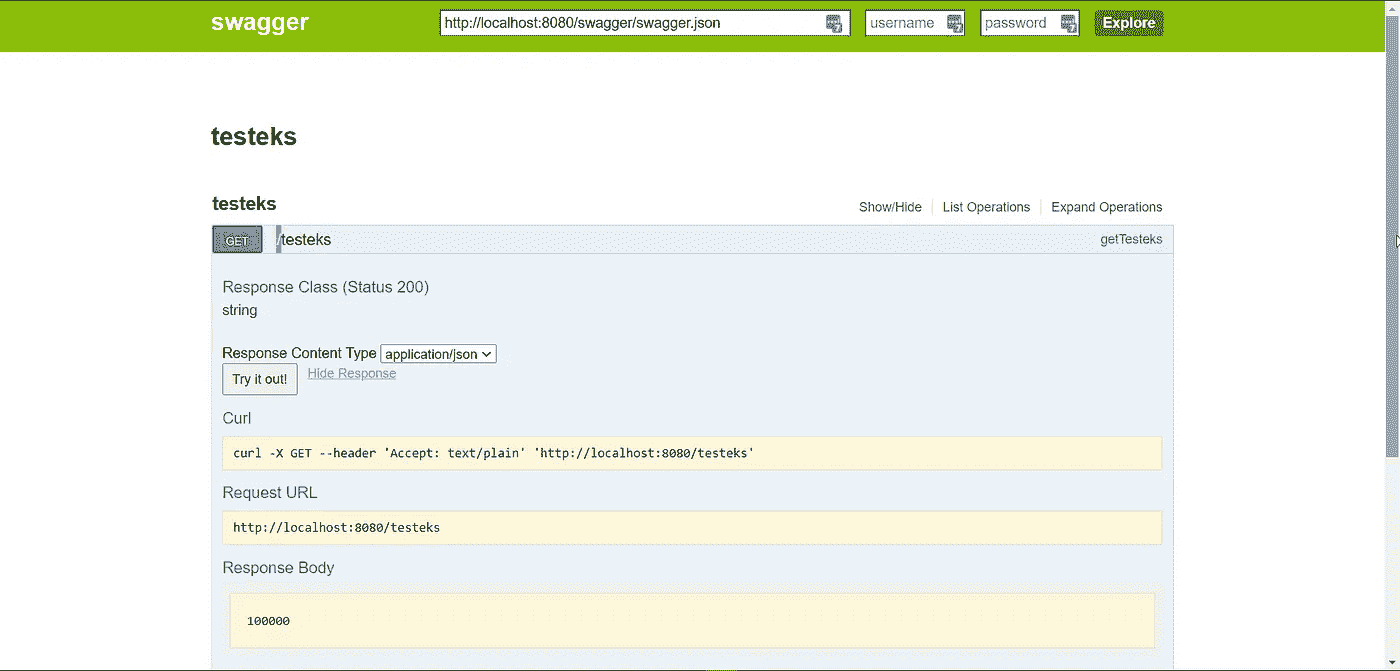 swagger http://localhost:8080/swagger/swagger.json username password Explore
testeks
testeks Show/Hide List Operations Expand Operations
GET /testeks getTesteks
Response Class (Status 200)
string
Response Content Type application/json
Try it out! Hide Response
Curl
curl -X GET --header 'Accept: text/plain' 'http://localhost:8080/testeks'
Request URL
http://localhost:8080/testeks
Response Body
100000